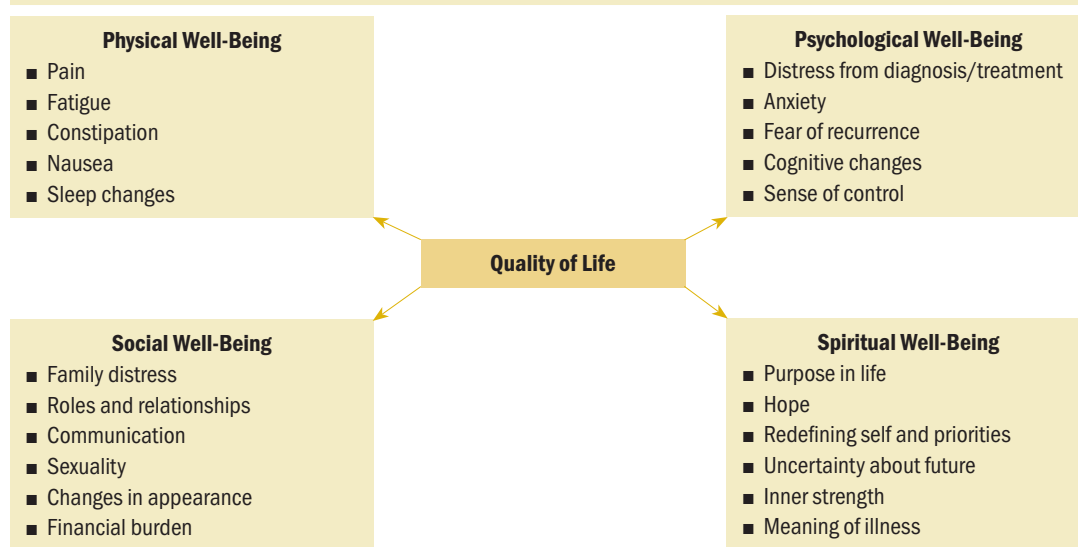 Physical Well-Being
■ Pain
■ Fatigue
■ Constipation
■ Nausea
■ Sleep changes
Psychological Well-Being
■ Distress from diagnosis/treatment
■ Anxiety
■ Fear of recurrence
■ Cognitive changes
■ Sense of control
Quality of Life
Social Well-Being
■ Family distress
■ Roles and relationships
■ Communication
■ Sexuality
■ Changes in appearance
■ Financial burden
Spiritual Well-Being
■ Purpose in life
■ Hope
■ Redefining self and priorities
■ Uncertainty about future
■ Inner strength
■ Meaning of illness